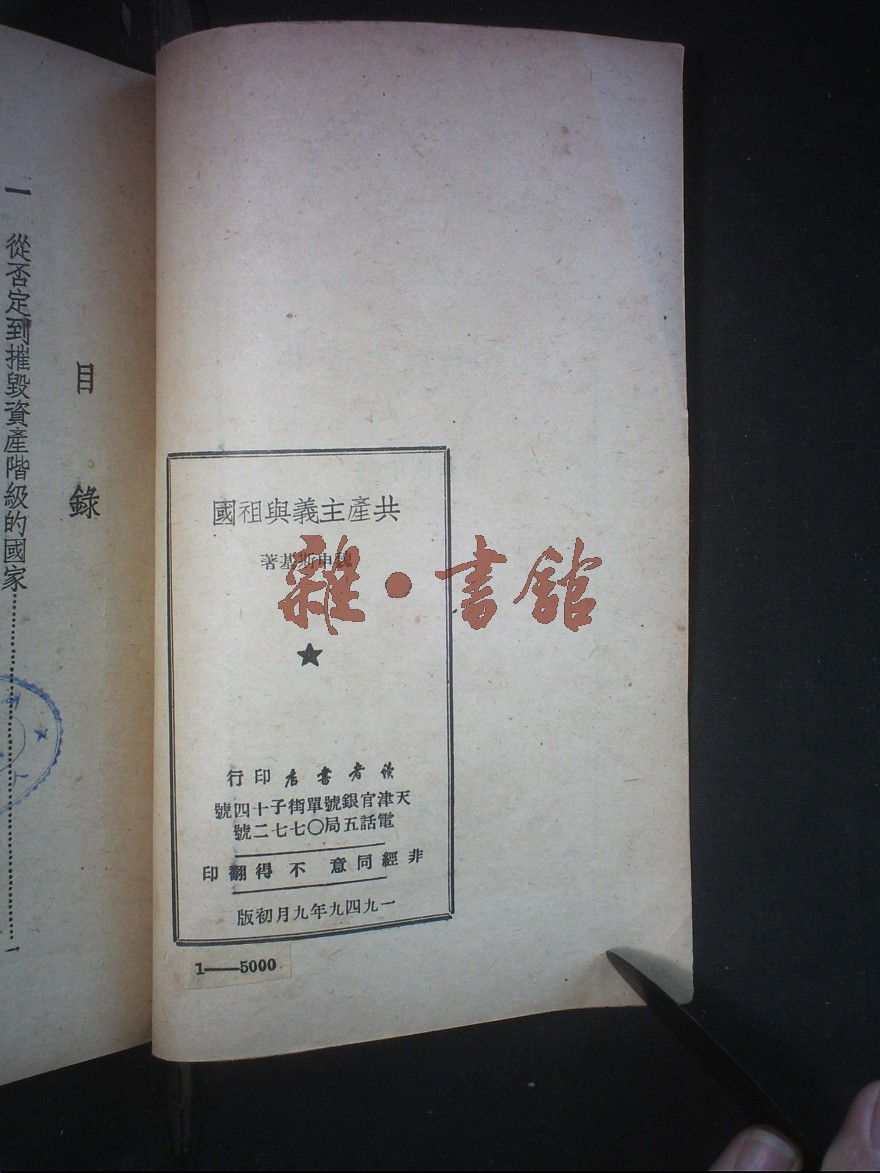 共產主義與祖國
魏申斯基著
★
讀者書店印行
天津官銀號單街子十四號
電話五局〇七七二號
非經同意 不得翻印
一九四九年九月初版
1——5000
雜·書館
目錄
一 從否定到摧毀資產階級的國家…………………………一